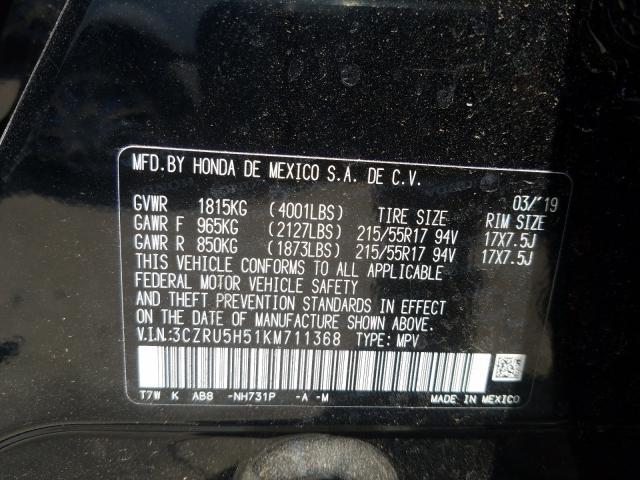 MFD.BY HONDA DE MEXICO S.A. DE C.V.
03/'19
GVWR 1815KG (4001LBS) TIRE SIZE RIM SIZE
GAWR F 965KG (2127LBS) 215/55R17 94V 17X7.5J
GAWR R 850KG (1873LBS) 215/55R17 94V 17X7.5J
THIS VEHICLE CONFORMS TO ALL APPLICABLE
FEDERAL MOTOR VEHICLE SAFETY
AND THEFT PREVENTION STANDARDS IN EFFECT
ON THE DATE OF MANUFACTURE SHOWN ABOVE.
V.I.N.:3CZRU5H51KM711368 TYPE: MPV
T7W K AB8 -NH731P -A -M
MADE IN MEXICO